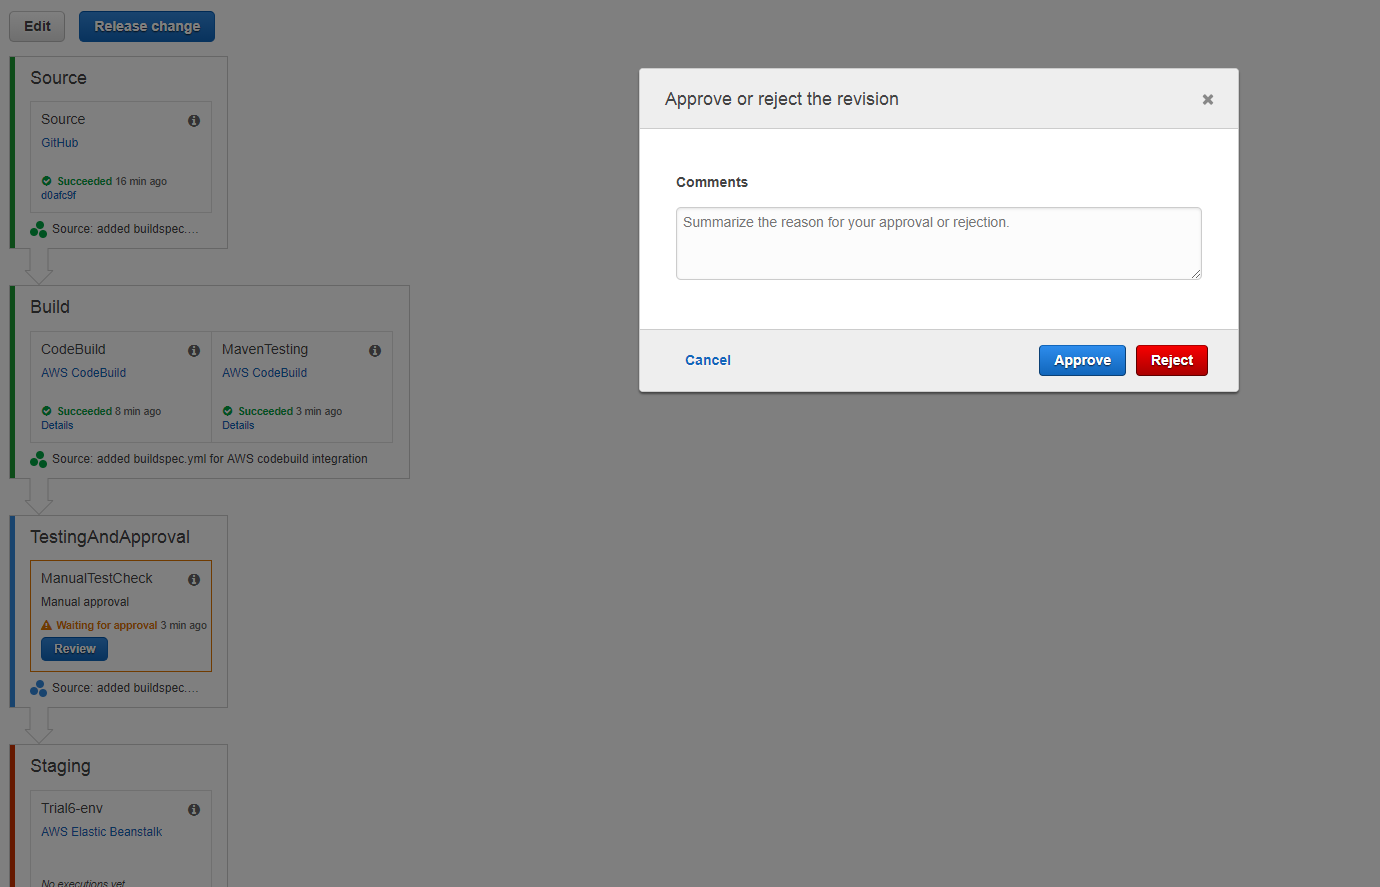 Edit
Release change
Source
Source
GitHub
Succeeded 16 min ago
d0afc9f
Source: added buildspec....
Build
CodeBuild
AWS CodeBuild
Succeeded 8 min ago
Details
MavenTesting
AWS CodeBuild
Succeeded 3 min ago
Details
Source: added buildspec.yml for AWS codebuild integration
TestingAndApproval
ManualTestCheck
Manual approval
Waiting for approval 3 min ago
Review
Source: added buildspec....
Staging
Trial6-env
AWS Elastic Beanstalk
No executions yet
Approve or reject the revision
Comments
Summarize the reason for your approval or rejection.
Cancel
Approve
Reject